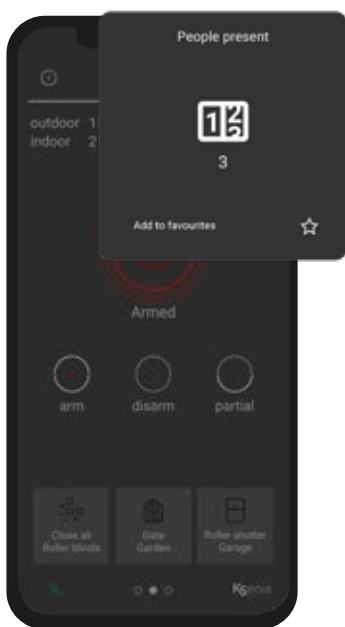 People present
3
Add to favourites
outdoor
indoor
Armed
arm
disarm
partial
Close all
Roller blinds
Gate
Garden
Roller shutter
Garage
Ksenia